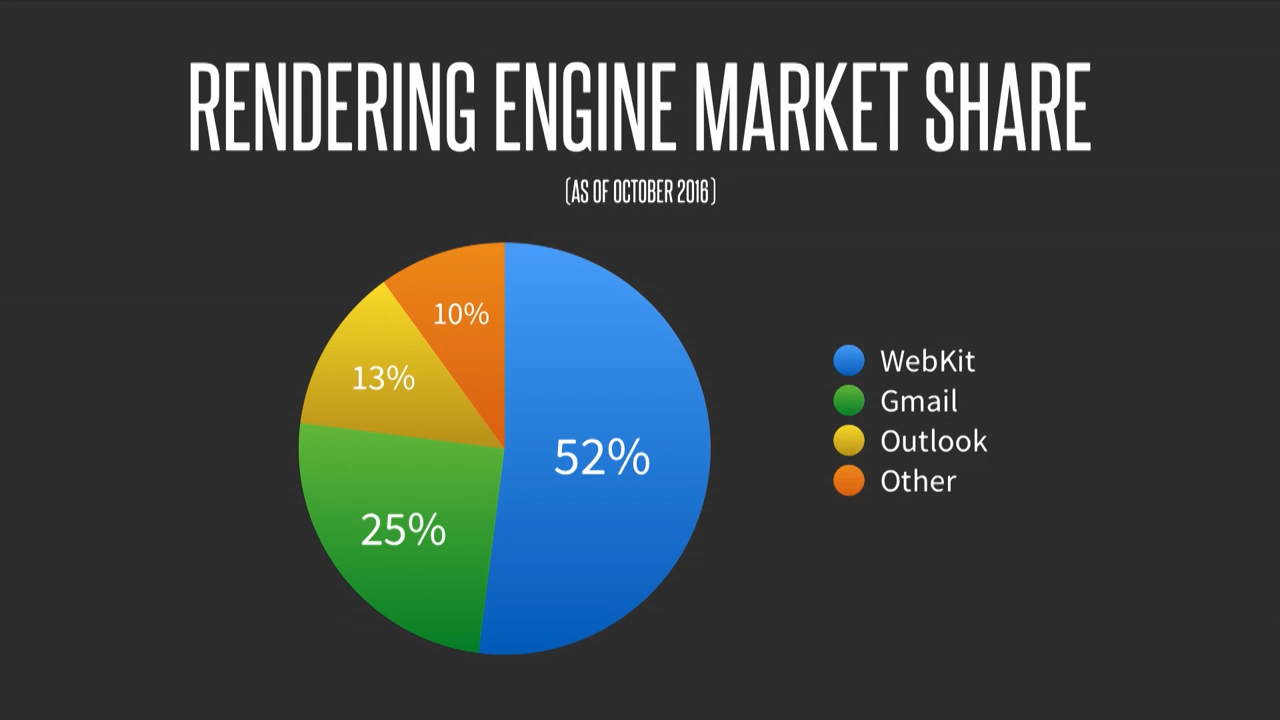 RENDERING ENGINE MARKET SHARE
(AS OF OCTOBER 2016)
10%
13%
52%
25%
WebKit
Gmail
Outlook
Other